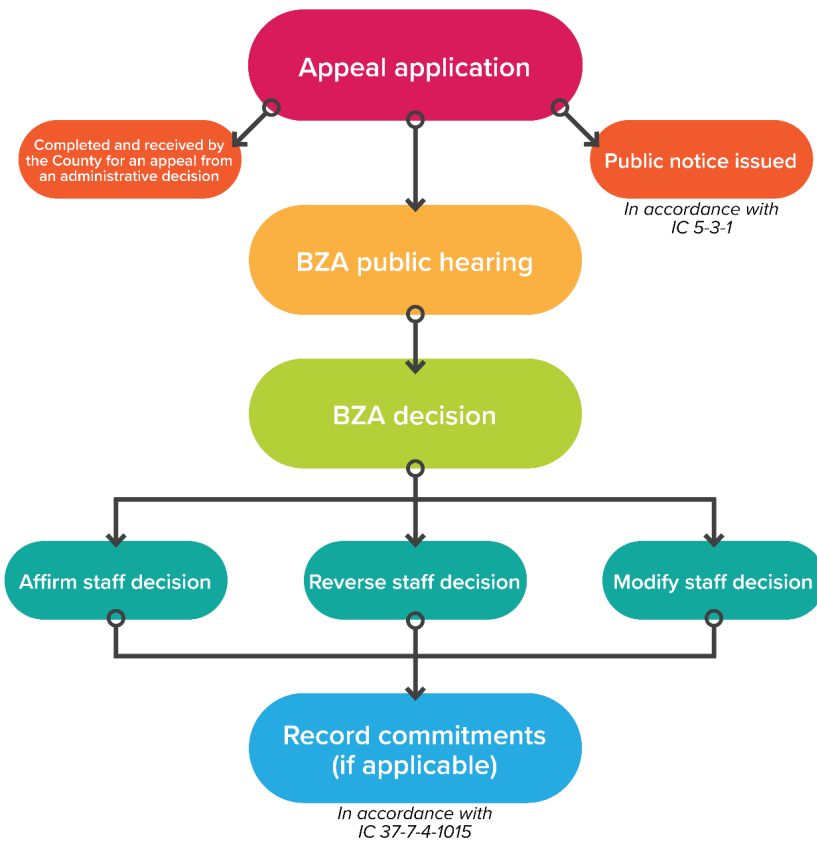 Appeal application
Completed and received by
the County for an appeal from
an administrative decision
Public notice issued
In accordance with
IC 5-3-1
BZA public hearing
BZA decision
Affirm staff decision
Reverse staff decision
Modify staff decision
Record commitments
(if applicable)
In accordance with
IC 37-7-4-1015